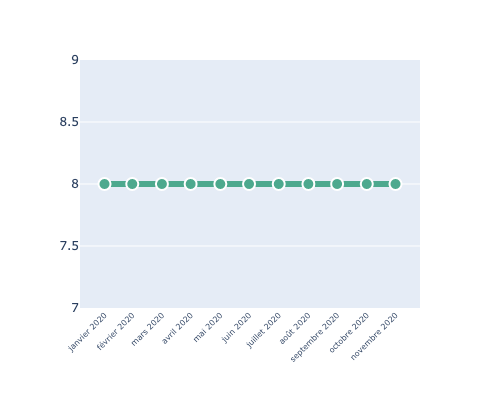 9
8.5
8
7.5
7
janvier 2020
février 2020
mars 2020
avril 2020
mai 2020
juin 2020
juillet 2020
août 2020
septembre 2020
octobre 2020
novembre 2020